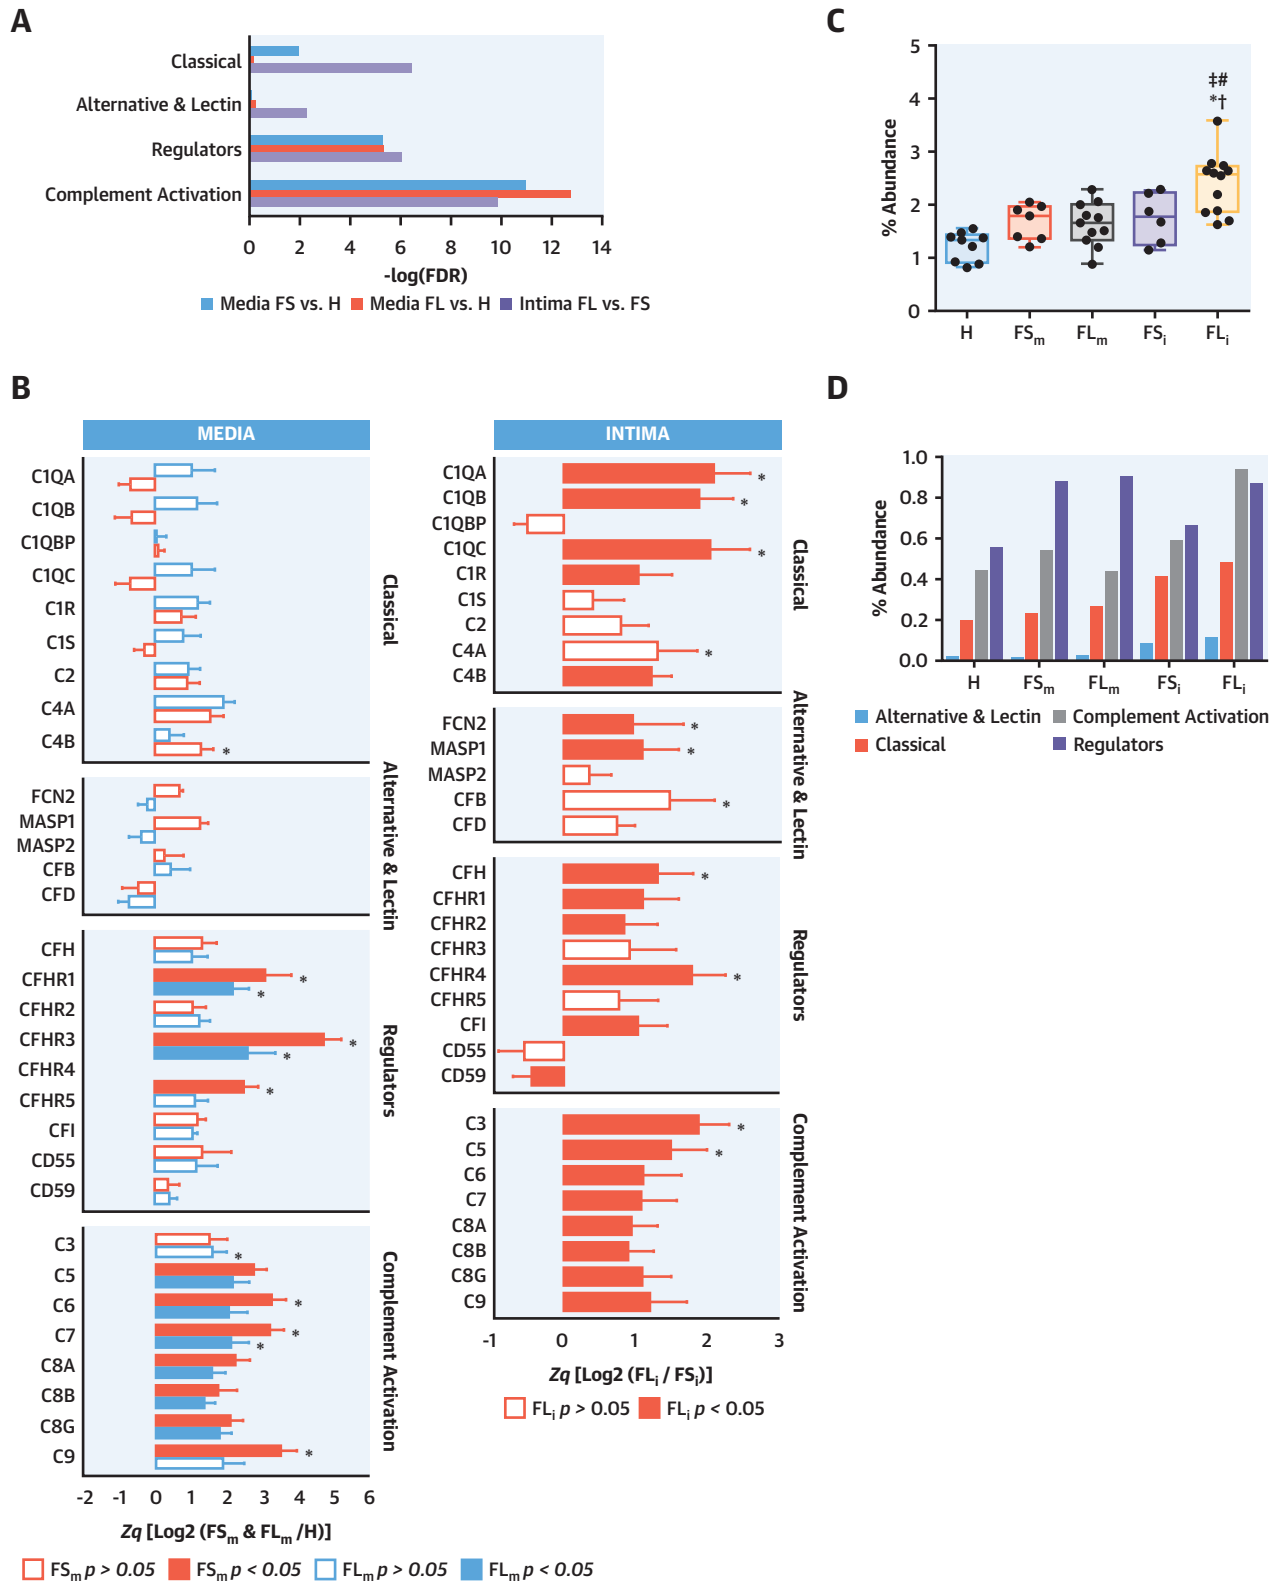 A
Classical
Alternative & Lectin
Regulators
Complement Activation
0 2 4 6 8 10 12 14
-log(FDR)
Media FS vs. H Media FL vs. H Intima FL vs. FS
C
% Abundance
5
4
3
2
1
0
‡#
*†
H FSm FLm FSi FLi
B
MEDIA
C1QA
C1QB
C1QBP
C1QC
C1R
C1S
C2
C4A
C4B
*
Classical
FCN2
MASP1
MASP2
CFB
CFD
Alternative & Lectin
CFH
CFHR1
*
*
CFHR2
CFHR3
*
*
CFHR4
*
CFHR5
CFI
CD55
CD59
Regulators
C3
*
C5
C6
*
C7
*
*
C8A
C8B
C8G
C9
*
Complement Activation
-2 -1 0 1 2 3 4 5 6
Zq [Log2 (FSm & FLm /H)]
FSm p > 0.05 FSm p < 0.05 FLm p > 0.05 FLm p < 0.05
INTIMA
C1QA
*
C1QB
*
C1QBP
C1QC
*
C1R
C1S
C2
C4A
*
C4B
Classical
FCN2
*
MASP1
*
MASP2
CFB
*
CFD
Alternative & Lectin
CFH
*
CFHR1
CFHR2
CFHR3
CFHR4
*
CFHR5
CFI
CD55
CD59
Regulators
C3
*
C5
*
C6
C7
C8A
C8B
C8G
C9
Complement Activation
-1 0 1 2 3
Zq [Log2 (FLi / FSi)]
FLi p > 0.05 FLi p < 0.05
D
% Abundance
1.0
0.8
0.6
0.4
0.2
0.0
H FSm FLm FSi FLi
Alternative & Lectin Complement Activation
Classical Regulators